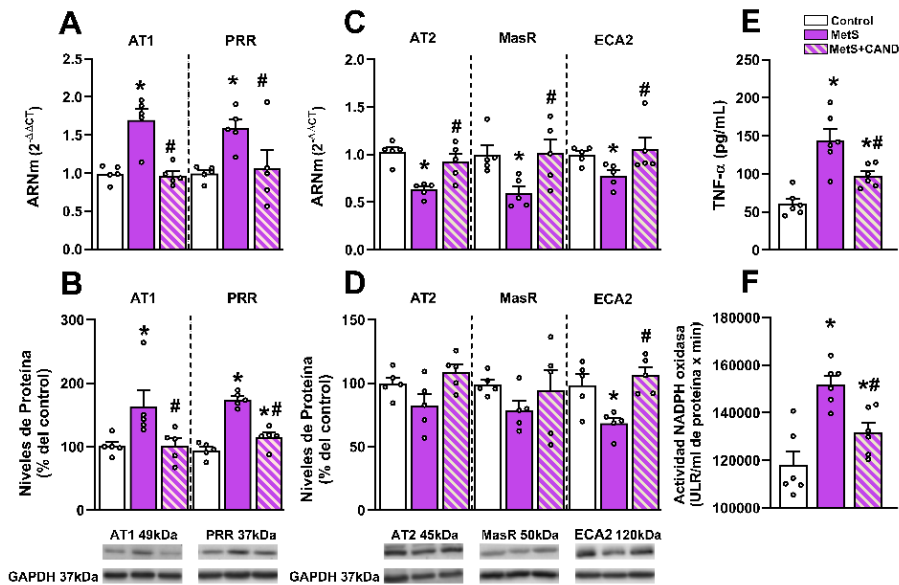 A
AT1 PRR
ARNm (2-ΔΔCT)
2.5
2.0
1.5
1.0
0.5
0.0
* # * #
C
AT2 MasR ECA2
ARNm (2-ΔΔCT)
2.0
1.5
1.0
0.5
0.0
* # * # * #
E
Control
MetS
MetS+CAND
TNF-α (pg/mL)
250
200
150
100
50
0
* *#
B
AT1 PRR
Niveles de Proteína
(% del control)
300
200
100
0
* # * *#
AT1 49kDa PRR 37kDa
GAPDH 37kDa
D
AT2 MasR ECA2
Niveles de Proteína
(% del control)
150
100
50
0
* #
AT2 45kDa MasR 50kDa ECA2 120kDa
GAPDH 37kDa
F
Actividad NADPH oxidasa
(ULR/ml de proteína x min)
180000
160000
140000
120000
100000
* *#